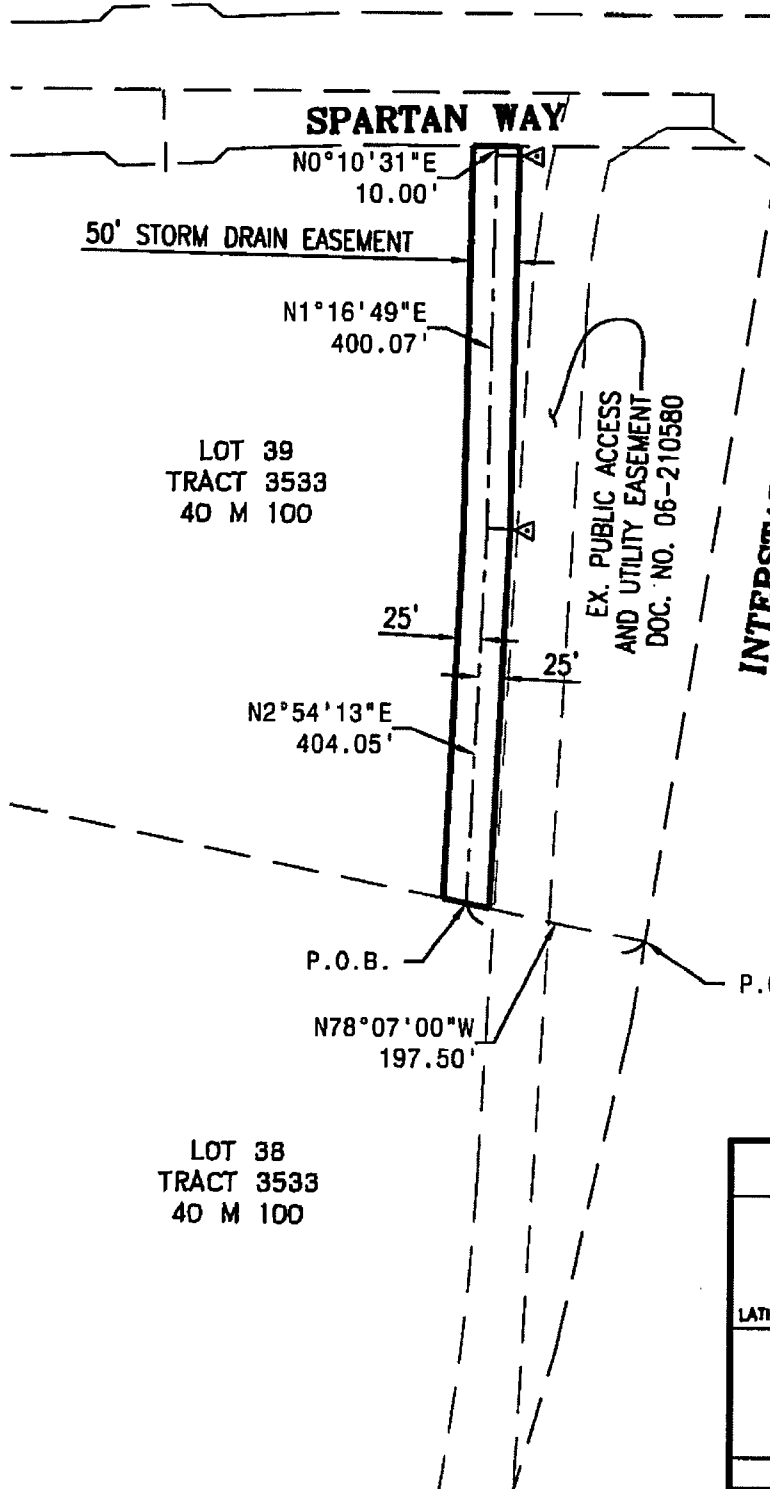 SPARTAN WAY
N0°10'31"E
10.00'
50' STORM DRAIN EASEMENT
N1°16'49"E
400.07'
LOT 39
TRACT 3533
40 M 100
EX. PUBLIC ACCESS
AND UTILITY EASEMENT
DOC. NO. 06-210580
25'
25'
N2°54'13"E
404.05'
P.O.B.
N78°07'00"W
197.50'
LOT 38
TRACT 3533
40 M 100